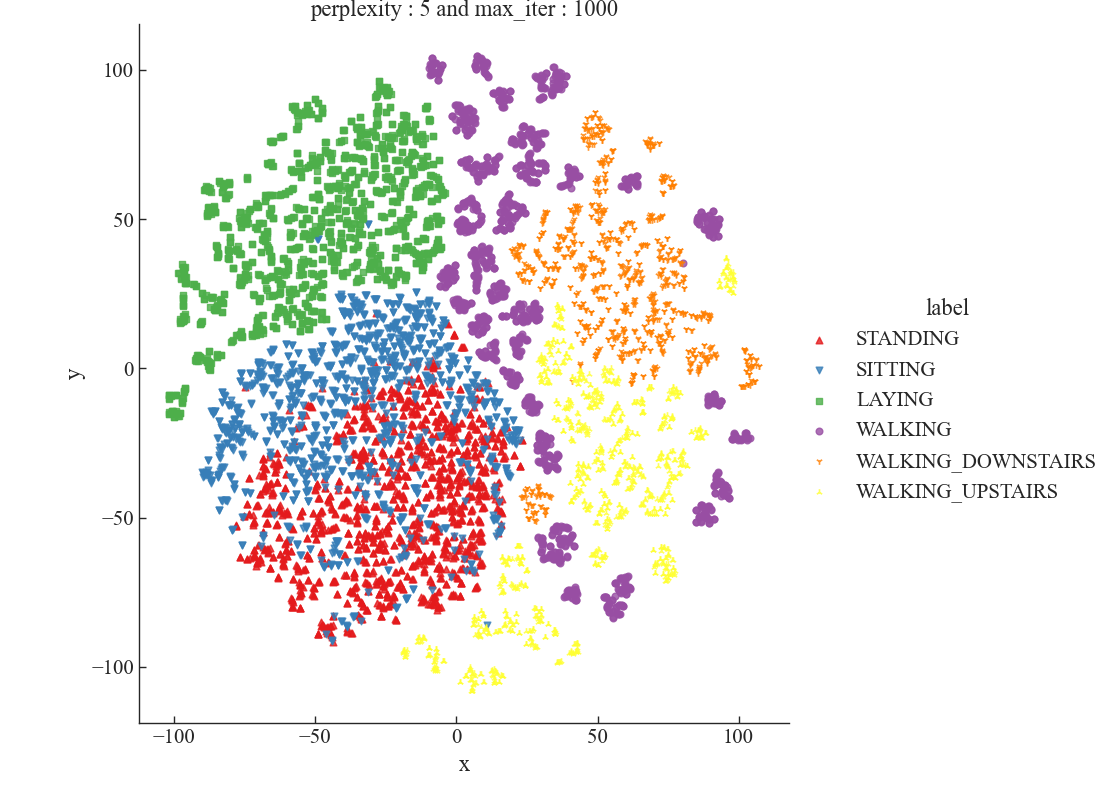 perplexity : 5 and max_iter : 1000
100
50
0
−50
−100
y
−100
−50
0
50
100
x
label
STANDING
SITTING
LAYING
WALKING
WALKING_DOWNSTAIRS
WALKING_UPSTAIRS